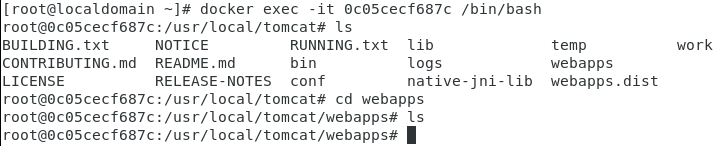 [root@localdomain ~]# docker exec -it 0c05cecf687c /bin/bash
root@0c05cecf687c:/usr/local/tomcat# ls
BUILDING.txt     NOTICE         RUNNING.txt  lib             temp          work
CONTRIBUTING.md  README.md      bin          logs            webapps
LICENSE          RELEASE-NOTES  conf         native-jni-lib  webapps.dist
root@0c05cecf687c:/usr/local/tomcat# cd webapps
root@0c05cecf687c:/usr/local/tomcat/webapps# ls
root@0c05cecf687c:/usr/local/tomcat/webapps#